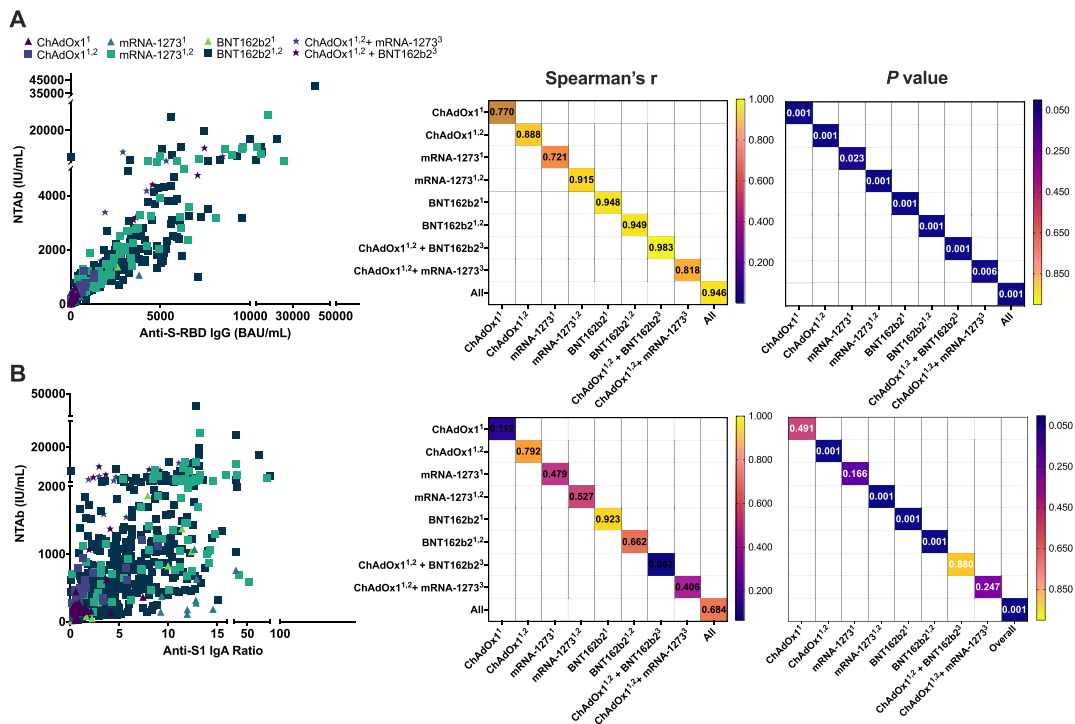 A
ChAdOx1¹ mRNA-1273¹ BNT162b2¹ ChAdOx1¹,²+ mRNA-1273³
ChAdOx1¹,² mRNA-1273¹,² BNT162b2¹,² ChAdOx1¹,² + BNT162b2³
45000
35000
20000
4000
2000
0
NTAb (IU/mL)
0 5000 10000 30000 50000
Anti-S-RBD IgG (BAU/mL)
Spearman's r
ChAdOx1¹ 0.770
ChAdOx1¹,² 0.888
mRNA-1273¹ 0.721
mRNA-1273¹,² 0.915
BNT162b2¹ 0.948
BNT162b2¹,² 0.949
ChAdOx1¹,² + BNT162b2³ 0.983
ChAdOx1¹,²+ mRNA-1273³ 0.818
All 0.946
ChAdOx1¹ ChAdOx1¹,² mRNA-1273¹ mRNA-1273¹,² BNT162b2¹ BNT162b2¹,² ChAdOx1¹,² + BNT162b2³ ChAdOx1¹,²+ mRNA-1273³ All
1.000
0.800
0.600
0.400
0.200
P value
0.001
0.001
0.023
0.001
0.001
0.001
0.001
0.006
0.001
ChAdOx1¹ ChAdOx1¹,² mRNA-1273¹ mRNA-1273¹,² BNT162b2¹ BNT162b2¹,² ChAdOx1¹,² + BNT162b2³ ChAdOx1¹,²+ mRNA-1273³ All
0.050
0.250
0.450
0.650
0.850
B
50000
20000
2000
1000
0
NTAb (IU/mL)
0 5 10 15 50 100
Anti-S1 IgA Ratio
ChAdOx1¹ 0.112
ChAdOx1¹,² 0.792
mRNA-1273¹ 0.479
mRNA-1273¹,² 0.527
BNT162b2¹ 0.923
BNT162b2¹,² 0.662
ChAdOx1¹,² + BNT162b2³
ChAdOx1¹,²+ mRNA-1273³ 0.406
All 0.684
ChAdOx1¹ ChAdOx1¹,² mRNA-1273¹ mRNA-1273¹,² BNT162b2¹ BNT162b2¹,² ChAdOx1¹,² + BNT162b2³ ChAdOx1¹,²+ mRNA-1273³ All
1.000
0.800
0.600
0.400
0.200
0.491
0.001
0.166
0.001
0.001
0.001
0.880
0.247
0.001
ChAdOx1¹ ChAdOx1¹,² mRNA-1273¹ mRNA-1273¹,² BNT162b2¹ BNT162b2¹,² ChAdOx1¹,² + BNT162b2³ ChAdOx1¹,²+ mRNA-1273³ Overall
0.050
0.250
0.450
0.650
0.850